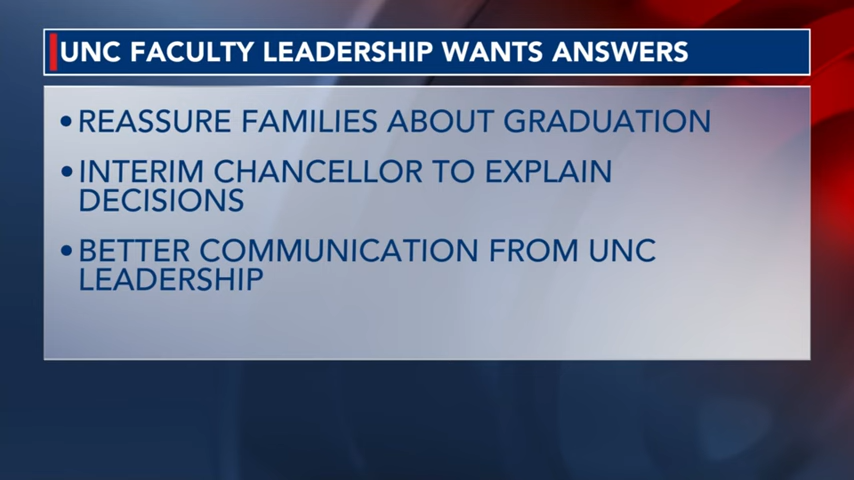 UNC FACULTY LEADERSHIP WANTS ANSWERS
•REASSURE FAMILIES ABOUT GRADUATION
•INTERIM CHANCELLOR TO EXPLAIN
DECISIONS
•BETTER COMMUNICATION FROM UNC
LEADERSHIP